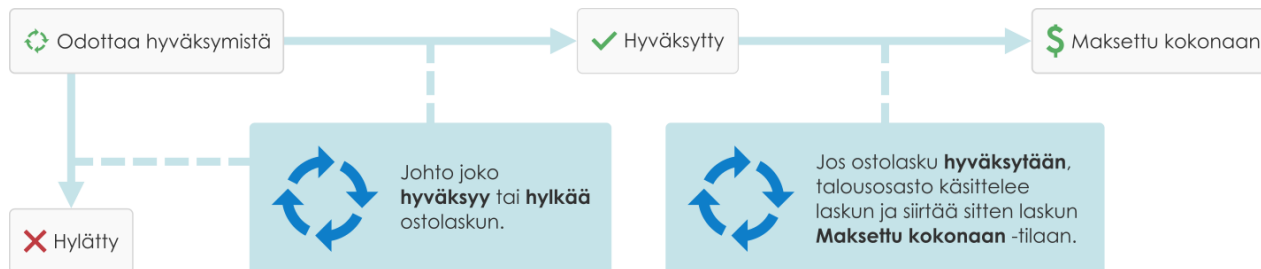 Odottaa hyväksymistä
Hyväksytty
Maksettu kokonaan
Johto joko
hyväksyy tai hylkää
ostolaskun.
Jos ostolasku hyväksytään,
talousosasto käsittelee
laskun ja siirtää sitten laskun
Maksettu kokonaan -tilaan.
Hylätty